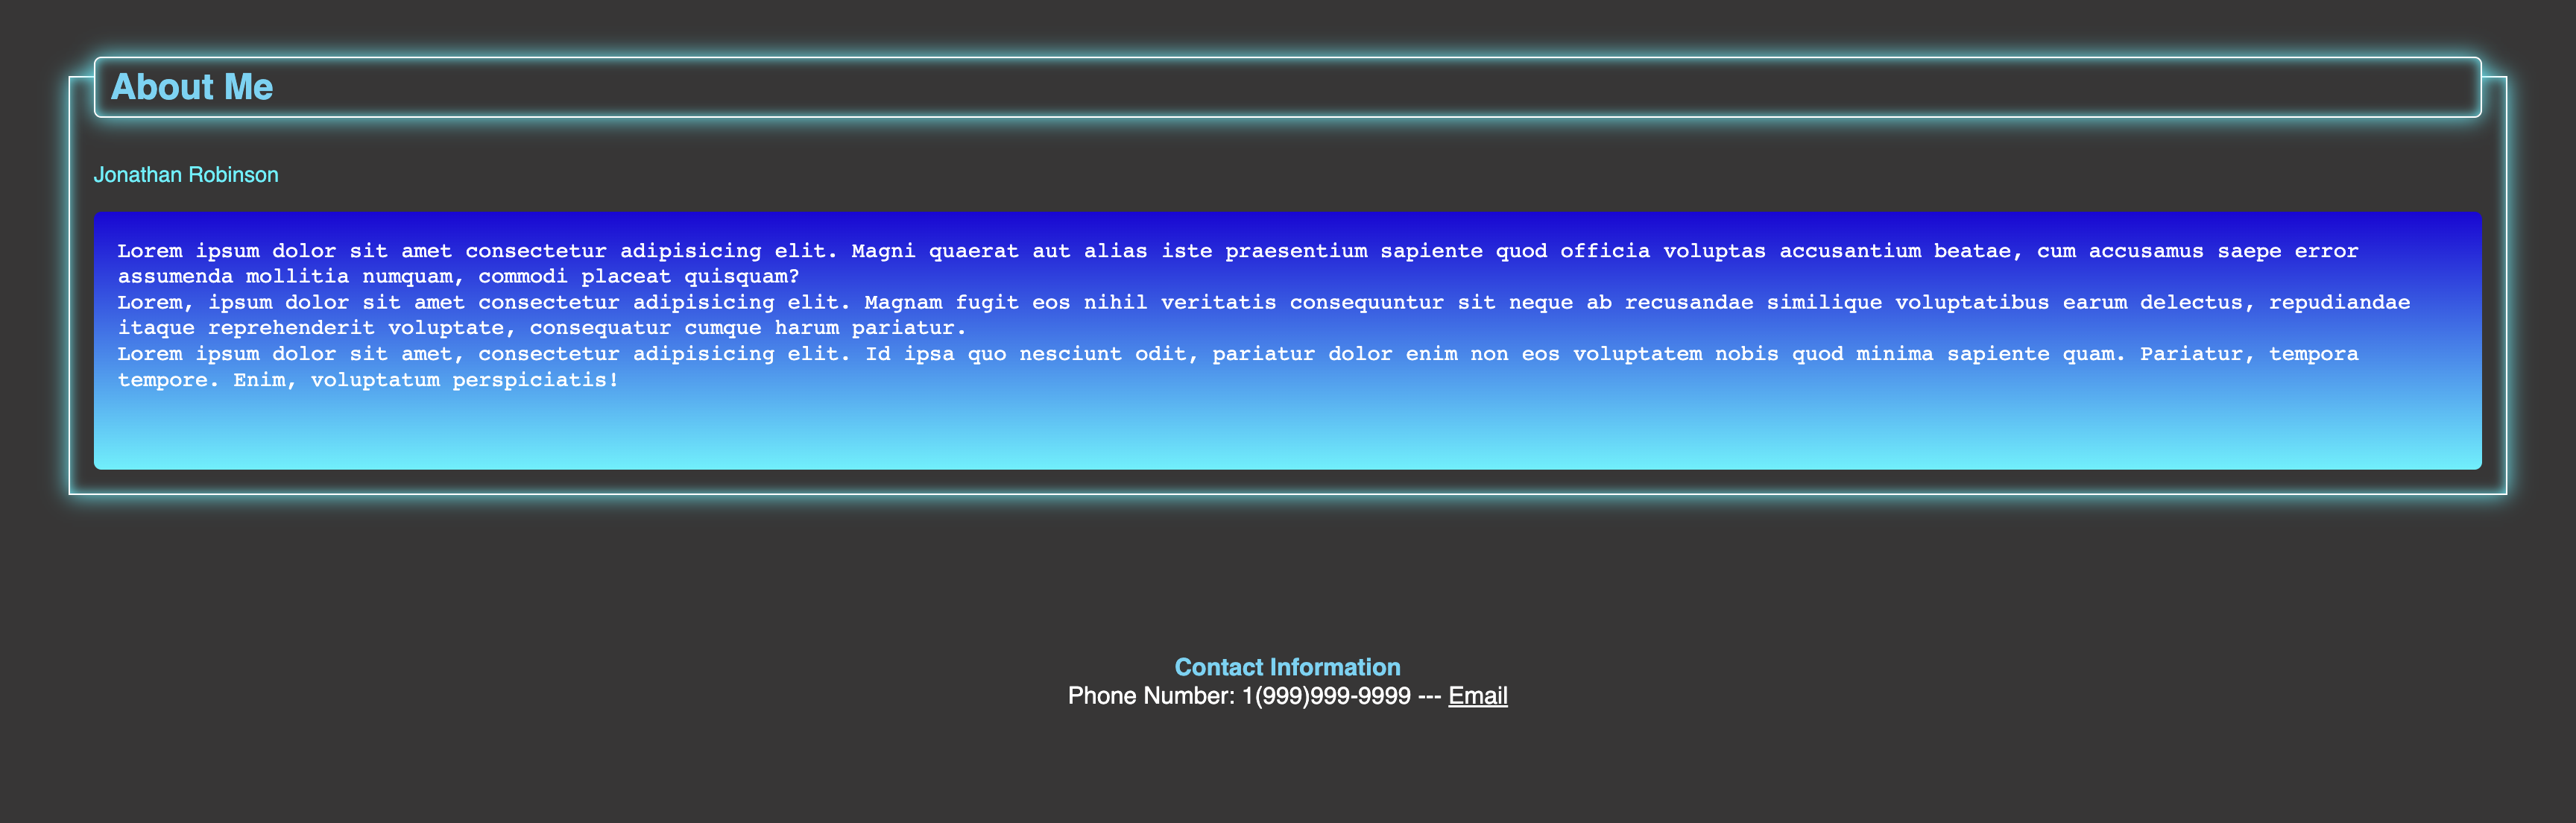 About Me
Jonathan Robinson
Lorem ipsum dolor sit amet consectetur adipisicing elit. Magni quaerat aut alias iste praesentium sapiente quod officia voluptas accusantium beatae, cum accusamus saepe error
assumenda mollitia numquam, commodi placeat quisquam?
Lorem, ipsum dolor sit amet consectetur adipisicing elit. Magnam fugit eos nihil veritatis consequuntur sit neque ab recusandae similique voluptatibus earum delectus, repudiandae
itaque reprehenderit voluptate, consequatur cumque harum pariatur.
Lorem ipsum dolor sit amet, consectetur adipisicing elit. Id ipsa quo nesciunt odit, pariatur dolor enim non eos voluptatem nobis quod minima sapiente quam. Pariatur, tempora
tempore. Enim, voluptatum perspiciatis!
Contact Information
Phone Number: 1(999)999-9999 --- Email